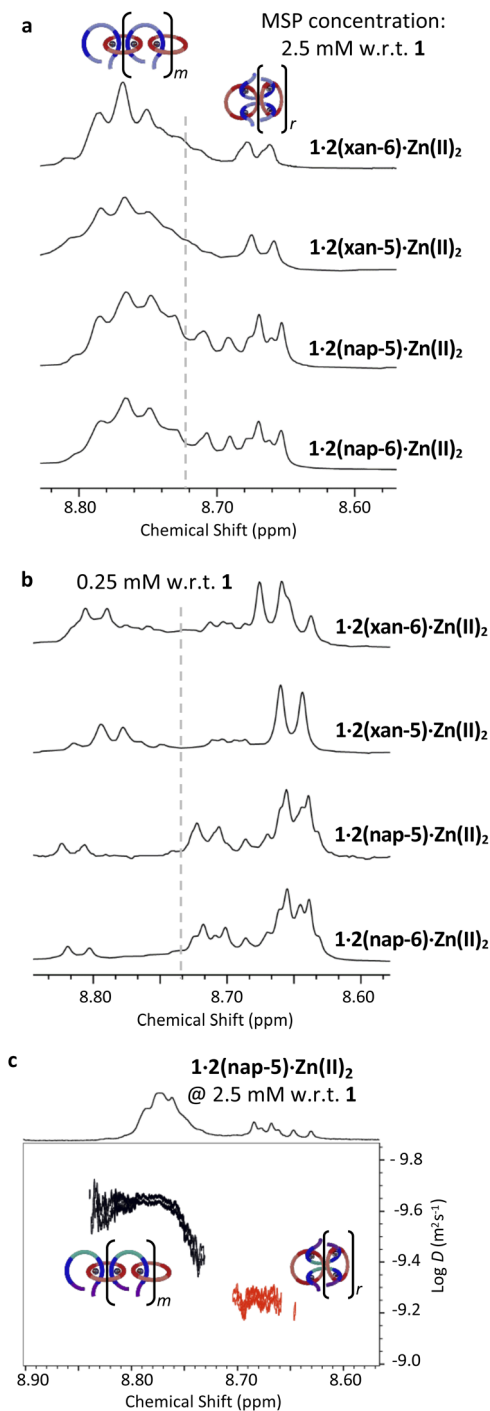 a
MSP concentration:
2.5 mM w.r.t. 1
m
r
1·2(xan-6)·Zn(II)₂
1·2(xan-5)·Zn(II)₂
1·2(nap-5)·Zn(II)₂
1·2(nap-6)·Zn(II)₂
8.80 8.70 8.60
Chemical Shift (ppm)
b
0.25 mM w.r.t. 1
1·2(xan-6)·Zn(II)₂
1·2(xan-5)·Zn(II)₂
1·2(nap-5)·Zn(II)₂
1·2(nap-6)·Zn(II)₂
8.80 8.70 8.60
Chemical Shift (ppm)
c
1·2(nap-5)·Zn(II)₂
@ 2.5 mM w.r.t. 1
- 9.8
- 9.6
-9.4
-9.2
-9.0
Log D (m²s⁻¹)
m
r
8.90 8.80 8.70 8.60
Chemical Shift (ppm)